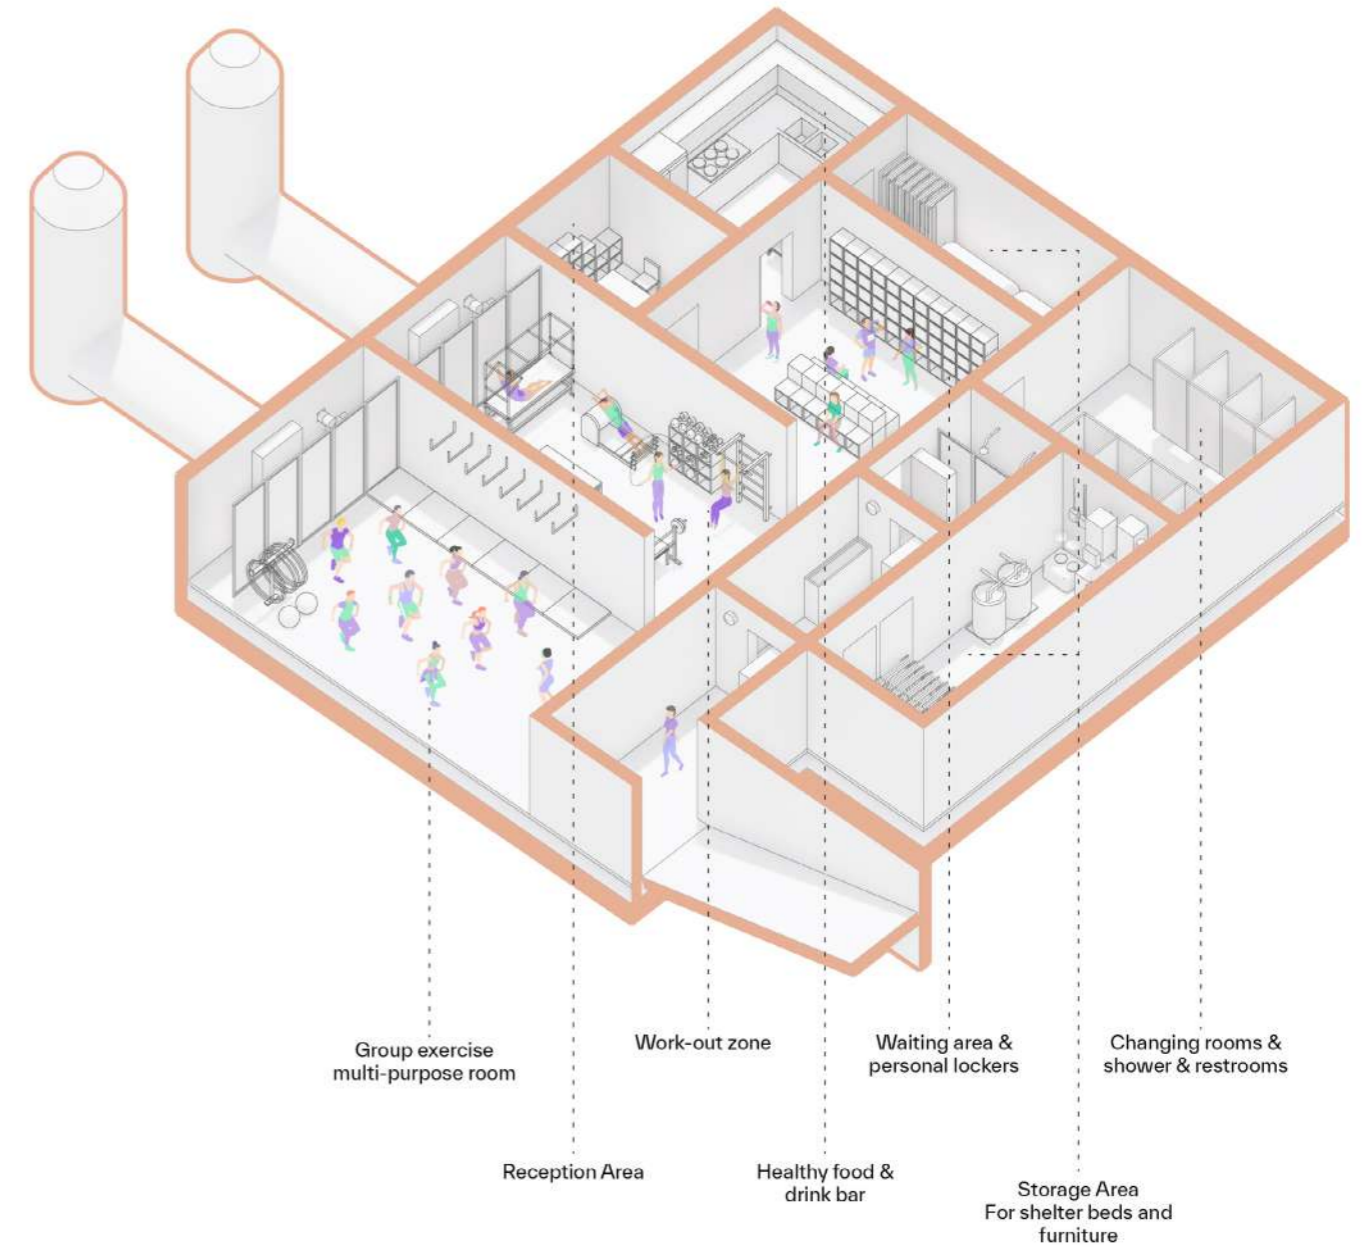 Group exercise
multi-purpose room
Work-out zone
Waiting area &
personal lockers
Changing rooms &
shower & restrooms
Reception Area
Healthy food &
drink bar
Storage Area
For shelter beds and
furniture